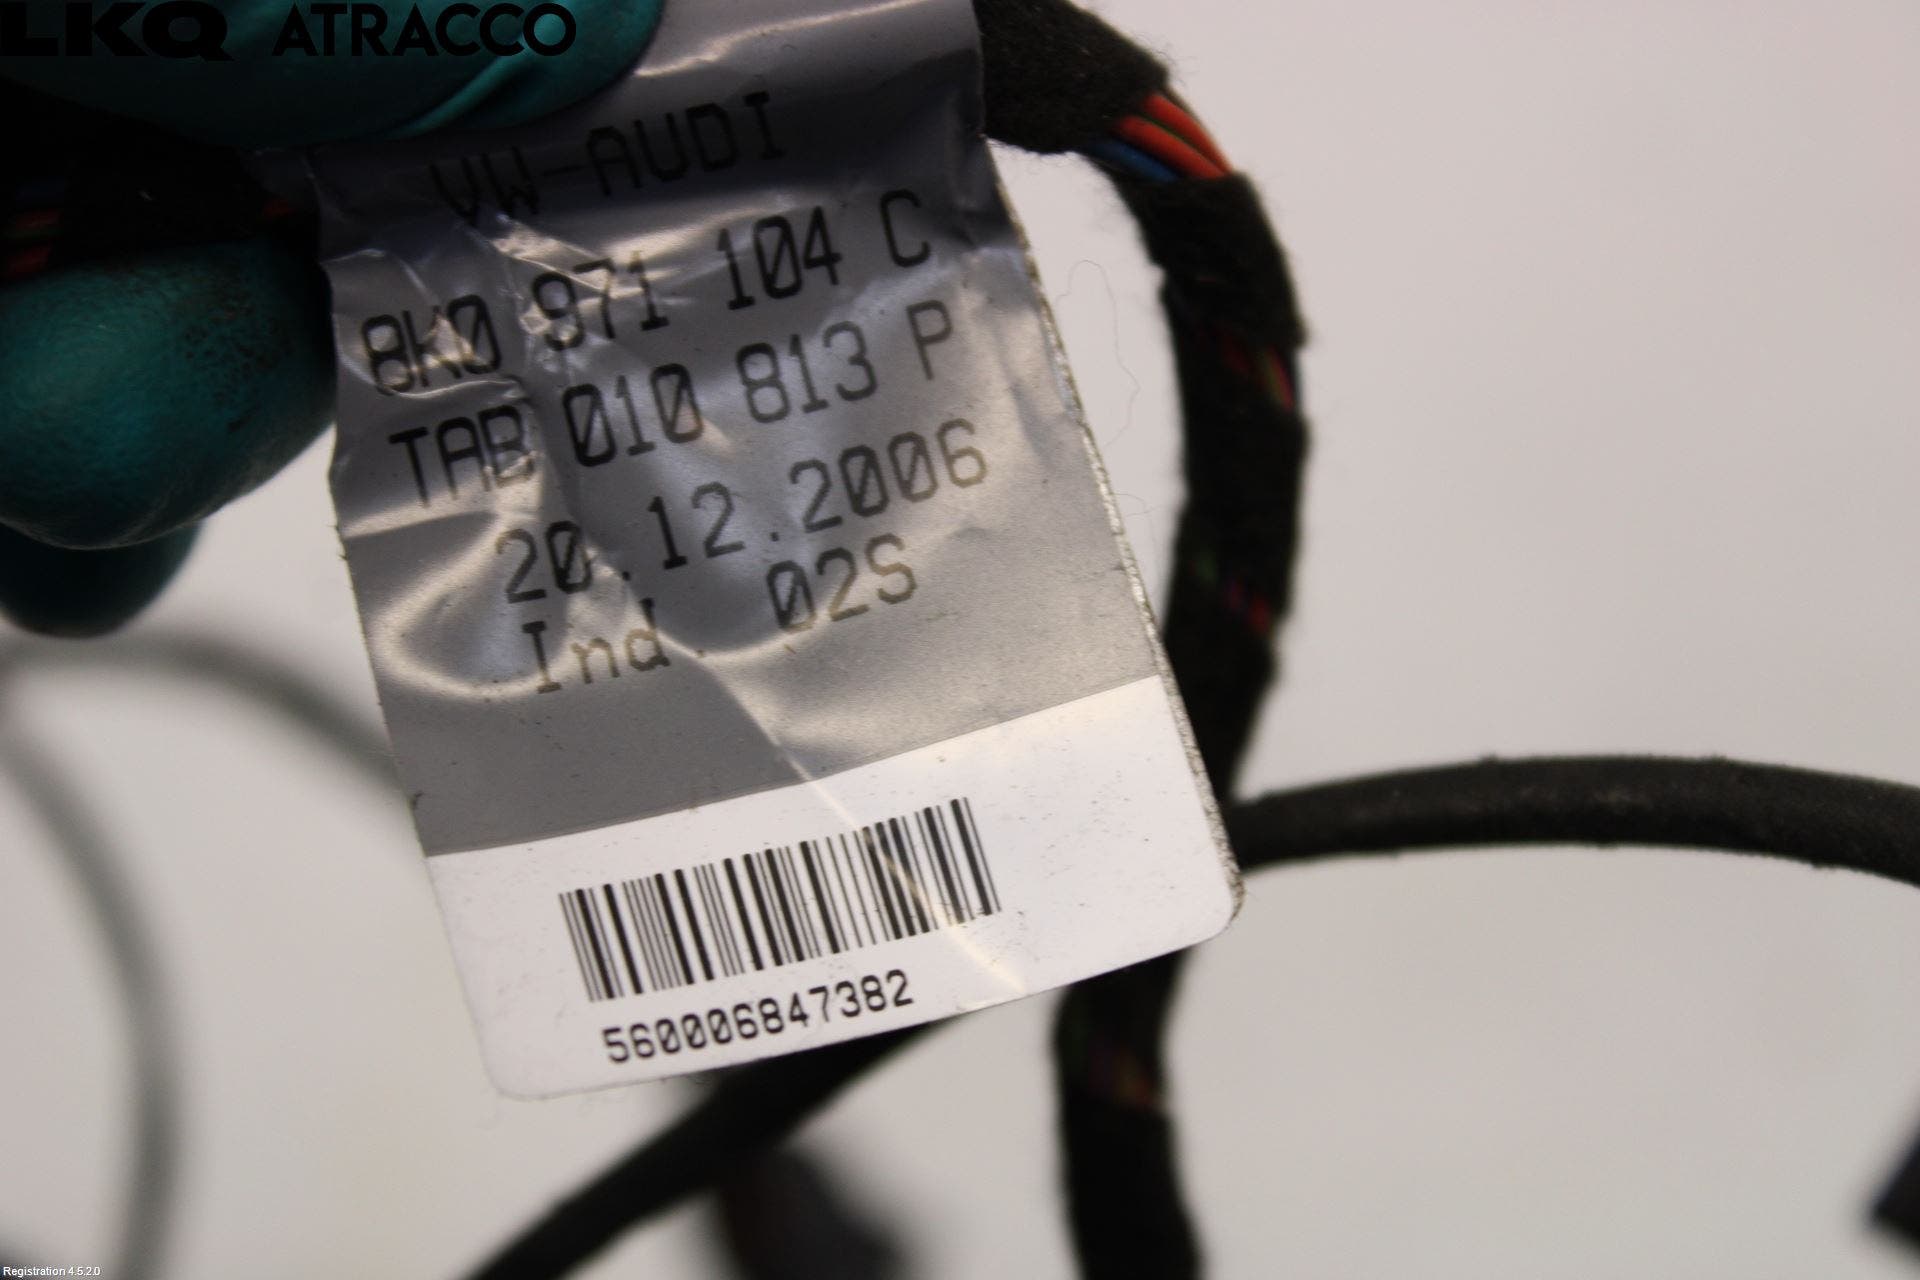 LKQ ATRACCO
VW-AUDI
8K0 971 104 C
TAB 010 813 P
20.12.2006
Ind. 02S
560006847382
Registration 4.5.2.0